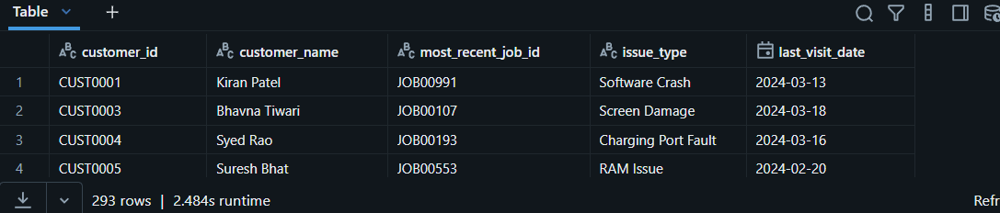 Table
customer_id customer_name most_recent_job_id issue_type last_visit_date
1 CUST0001 Kiran Patel JOB00991 Software Crash 2024-03-13
2 CUST0003 Bhavna Tiwari JOB00107 Screen Damage 2024-03-18
3 CUST0004 Syed Rao JOB00193 Charging Port Fault 2024-03-16
4 CUST0005 Suresh Bhat JOB00553 RAM Issue 2024-02-20
293 rows | 2.484s runtime Refr